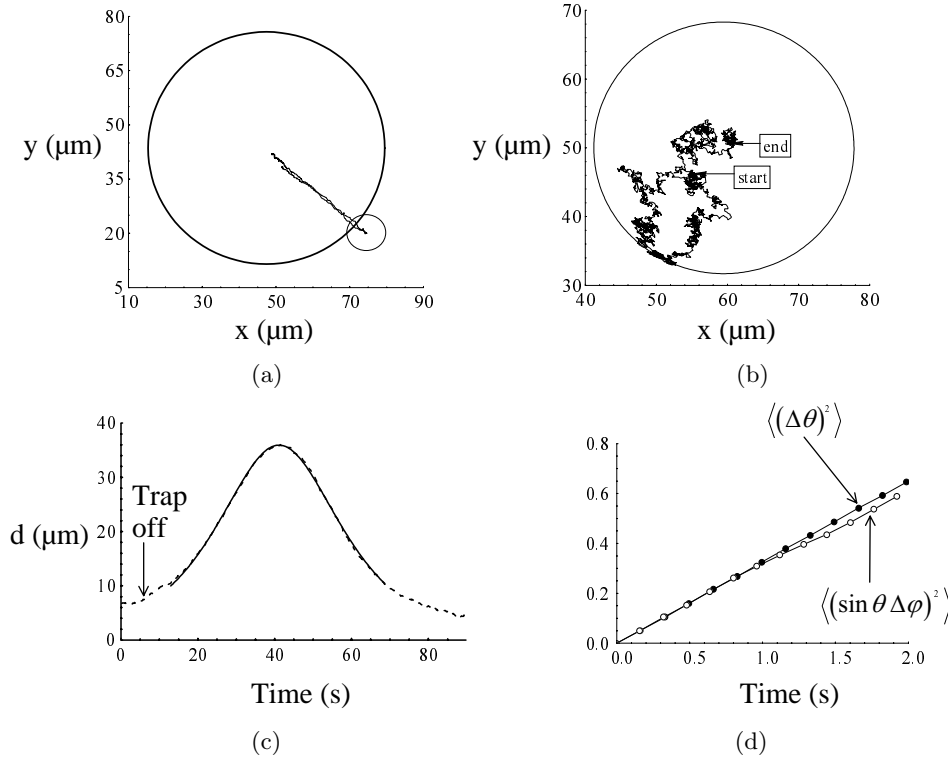 80
65
50
35
20
5
y (µm)
10 30 50 70 90
x (µm)
(a)
70
60
50
40
30
y (µm)
end
start
40 50 60 70 80
x (µm)
(b)
40
30
20
10
0
d (µm)
Trap
off
0 20 40 60 80
Time (s)
(c)
⟨(Δθ)²⟩
0.8
0.6
0.4
0.2
0.0
⟨(sin θ Δφ)²⟩
0.0 0.5 1.0 1.5 2.0
Time (s)
(d)